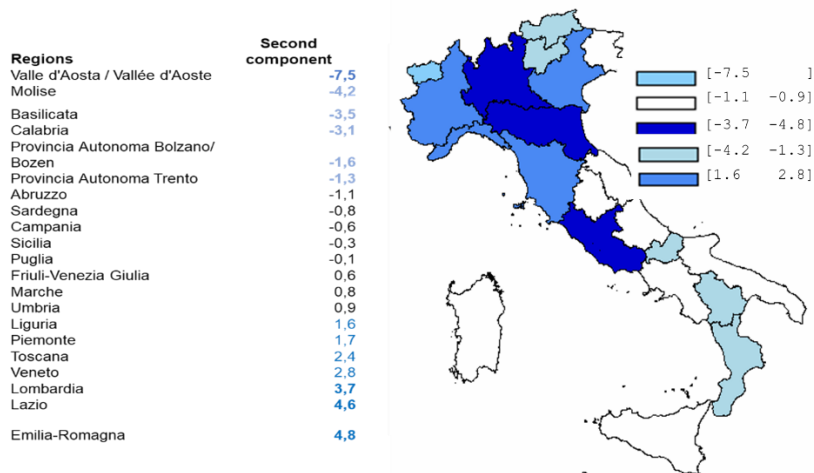 Second
Regions component
Valle d'Aosta / Vallée d'Aoste -7,5
Molise -4,2
Basilicata -3,5
Calabria -3,1
Provincia Autonoma Bolzano/
Bozen -1,6
Provincia Autonoma Trento -1,3
Abruzzo -1,1
Sardegna -0,8
Campania -0,6
Sicilia -0,3
Puglia -0,1
Friuli-Venezia Giulia 0,6
Marche 0,8
Umbria 0,9
Liguria 1,6
Piemonte 1,7
Toscana 2,4
Veneto 2,8
Lombardia 3,7
Lazio 4,6
Emilia-Romagna 4,8
[-7.5 ]
[-1.1 -0.9]
[-3.7 -4.8]
[-4.2 -1.3]
[1.6 2.8]